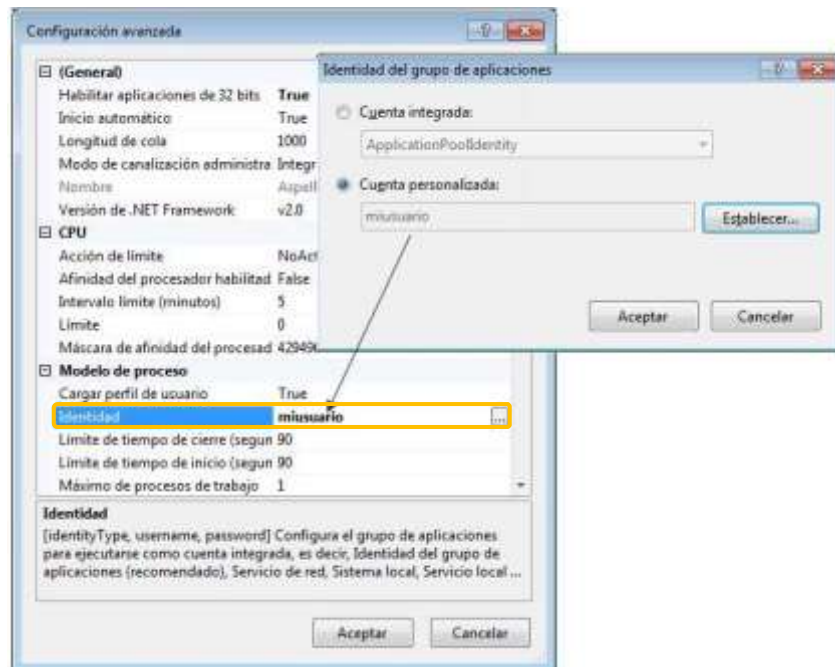 Configuración avanzada
(General)
Habilitar aplicaciones de 32 bits True
Inicio automático True
Longitud de cola 1000
Modo de canalización administra Integr
Nombre Aspell
Versión de .NET Framework v2.0
CPU
Acción de límite NoAct
Afinidad del procesador habilitad False
Intervalo límite (minutos) 5
Límite 0
Máscara de afinidad del procesad 429496
Modelo de proceso
Cargar perfil de usuario True
Identidad miusuario ...
Límite de tiempo de cierre (segun 90
Límite de tiempo de inicio (segun 90
Máximo de procesos de trabajo 1
Identidad
[identityType, username, password] Configura el grupo de aplicaciones
para ejecutarse como cuenta integrada, es decir, Identidad del grupo de
aplicaciones (recomendado), Servicio de red, Sistema local, Servicio local ...
Aceptar Cancelar
Identidad del grupo de aplicaciones
Cuenta integrada:
ApplicationPoolIdentity
Cuenta personalizada:
miusuario Establecer...
Aceptar Cancelar